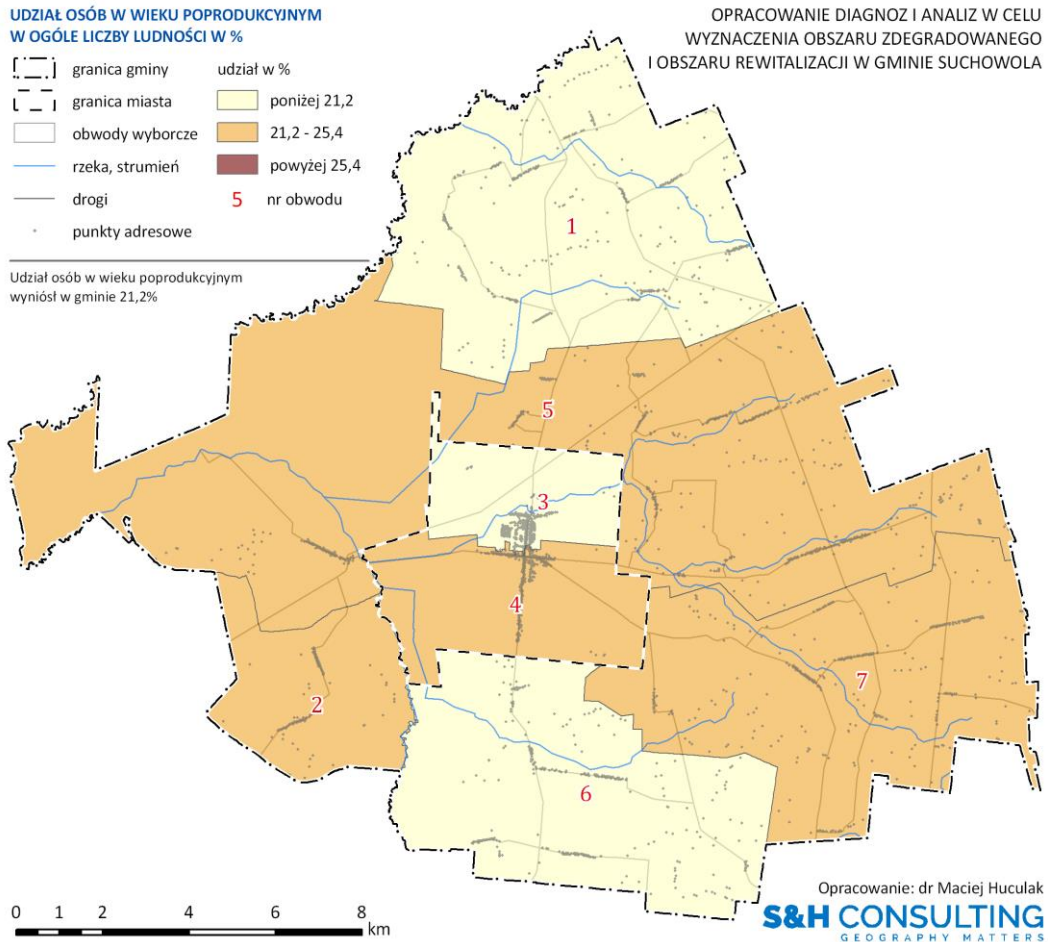 UDZIAŁ OSÓB W WIEKU POPRODUKCYJNYM
W OGÓLE LICZBY LUDNOŚCI W %
granica gminy
granica miasta
obwody wyborcze
rzeka, strumień
drogi
punkty adresowe
udział w %
poniżej 21,2
21,2 - 25,4
powyżej 25,4
5 nr obwodu
Udział osób w wieku poprodukcyjnym
wyniósł w gminie 21,2%
OPRACOWANIE DIAGNOZ I ANALIZ W CELU
WYZNACZENIA OBSZARU ZDEGRADOWANEGO
I OBSZARU REWITALIZACJI W GMINIE SUCHOWOLA
1
5
3
4
2
7
6
0 1 2 4 6 8
km
Opracowanie: dr Maciej Huculak
S&H CONSULTING
GEOGRAPHY MATTERS